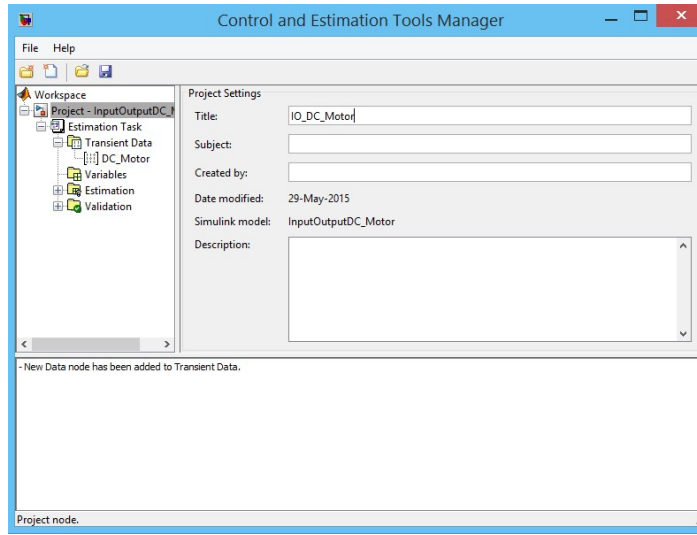 Control and Estimation Tools Manager
File Help
Workspace
Project - InputOutputDC_
Estimation Task
Transient Data
DC_Motor
Variables
Estimation
Validation
Project Settings
Title: IO_DC_Motor
Subject:
Created by:
Date modified: 29-May-2015
Simulink model: InputOutputDC_Motor
Description:
- New Data node has been added to Transient Data.
Project node.